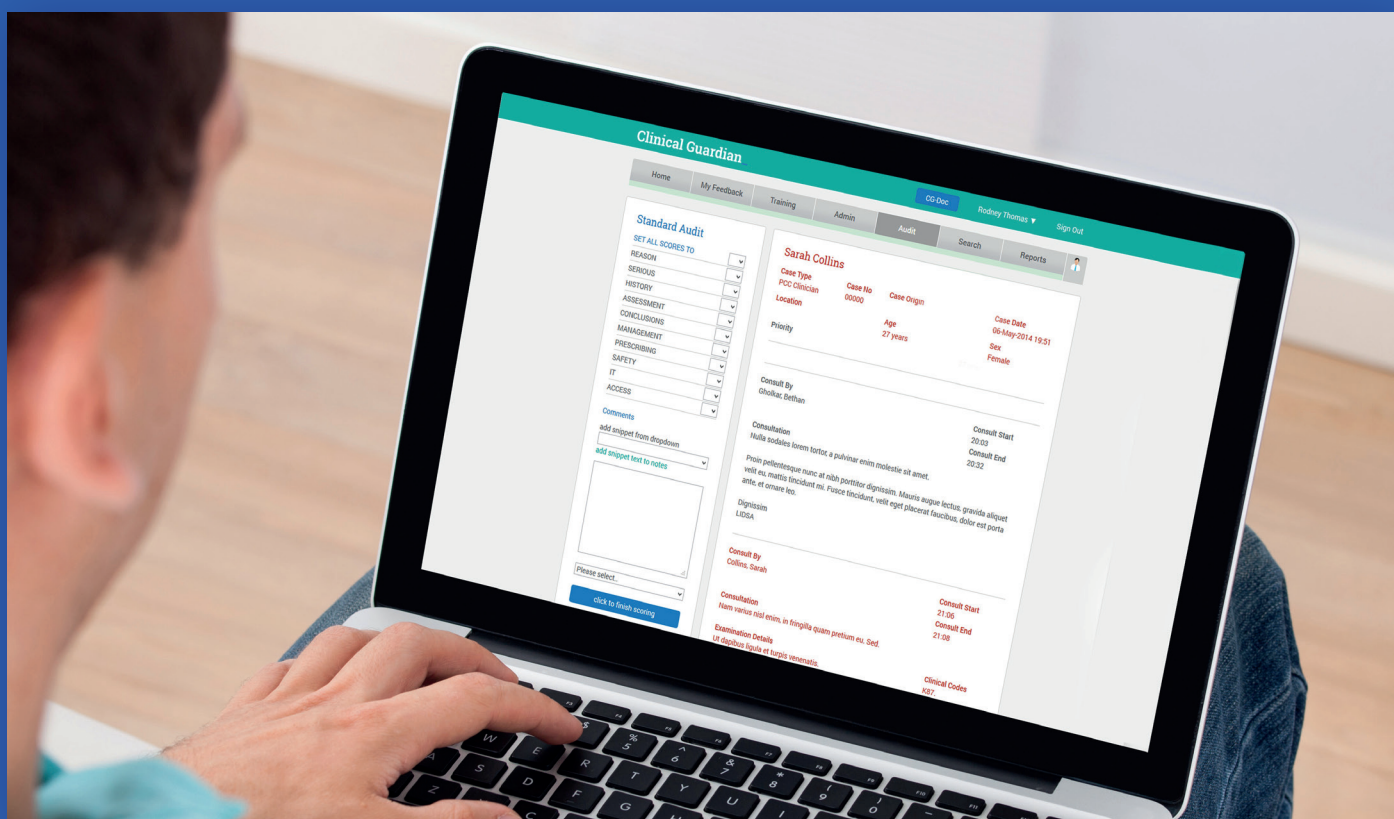 Clinical Guardian_
CG-Doc
Rodney Thomas ▼
Sign Out
Home
My Feedback
Training
Admin
Audit
Search
Reports
Standard Audit
SET ALL SCORES TO
REASON
SERIOUS
HISTORY
ASSESSMENT
CONCLUSIONS
MANAGEMENT
PRESCRIBING
SAFETY
IT
ACCESS
Comments
add snippet from dropdown
add snippet text to notes
Please select..
click to finish scoring
Sarah Collins
Case Type
PCC Clinician
Case No
00000
Case Origin
Case Date
06-May-2014 19:51
Location
Age
27 years
Sex
Female
Priority
Consult By
Gholkar, Bethan
Consult Start
20:03
Consult End
20:32
Consultation
Nulla sodales lorem tortor, a pulvinar enim molestie sit amet.
Proin pellentesque nunc at nibh porttitor dignissim. Mauris augue lectus, gravida aliquet
velit eu, mattis tincidunt mi. Fusce tincidunt, velit eget placerat faucibus, dolor est porta
ante, et ornare leo.
Dignissim
LIDSA
Consult By
Collins, Sarah
Consult Start
21:06
Consult End
21:08
Consultation
Nam varius nisl enim, in fringilla quam pretium eu. Sed.
Examination Details
Ut dapibus ligula et turpis venenatis.
Clinical Codes
K87.
$ % ^ & * ( )
5 6 7 8 9 0
W E R T Y U
A S D F G H
Z
C